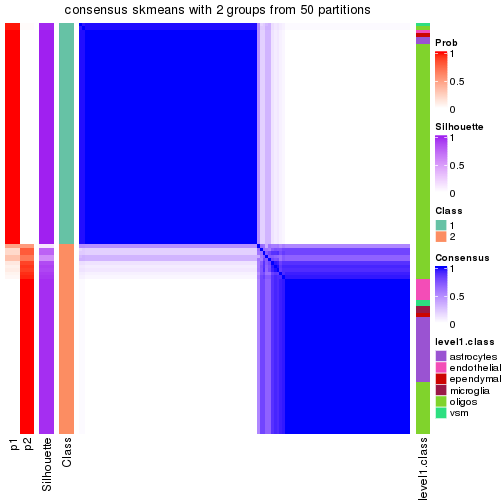 consensus skmeans with 2 groups from 50 partitions
Prob
1
0.5
0
Silhouette
1
0.5
0
Class
1
2
Consensus
1
0.5
0
level1.class
astrocytes
endothelial
ependymal
microglia
oligos
vsm
p1
p2
Silhouette
Class
level1.class